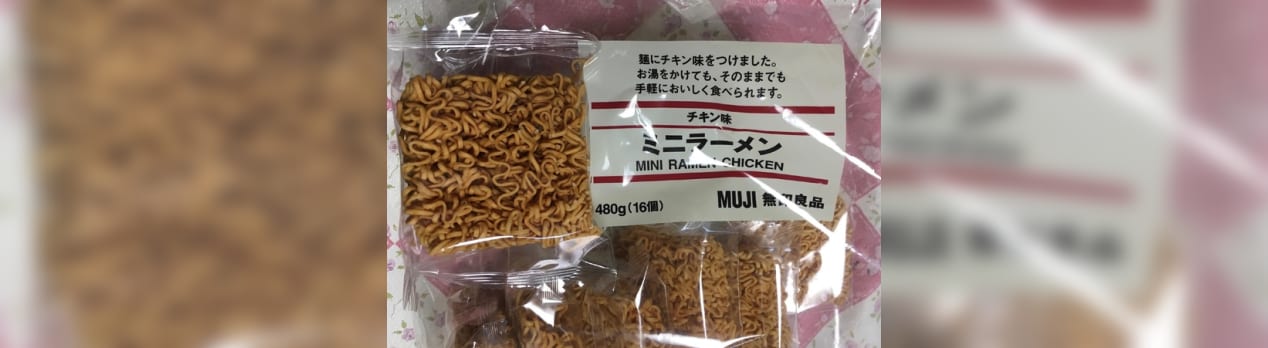 麺にチキン味をつけました。
お湯をかけても、そのままでも
手軽においしく食べられます。
チキン味
ミニラーメン
MINI RAMEN CHICKEN
480g(16個)
MUJI 無印良品